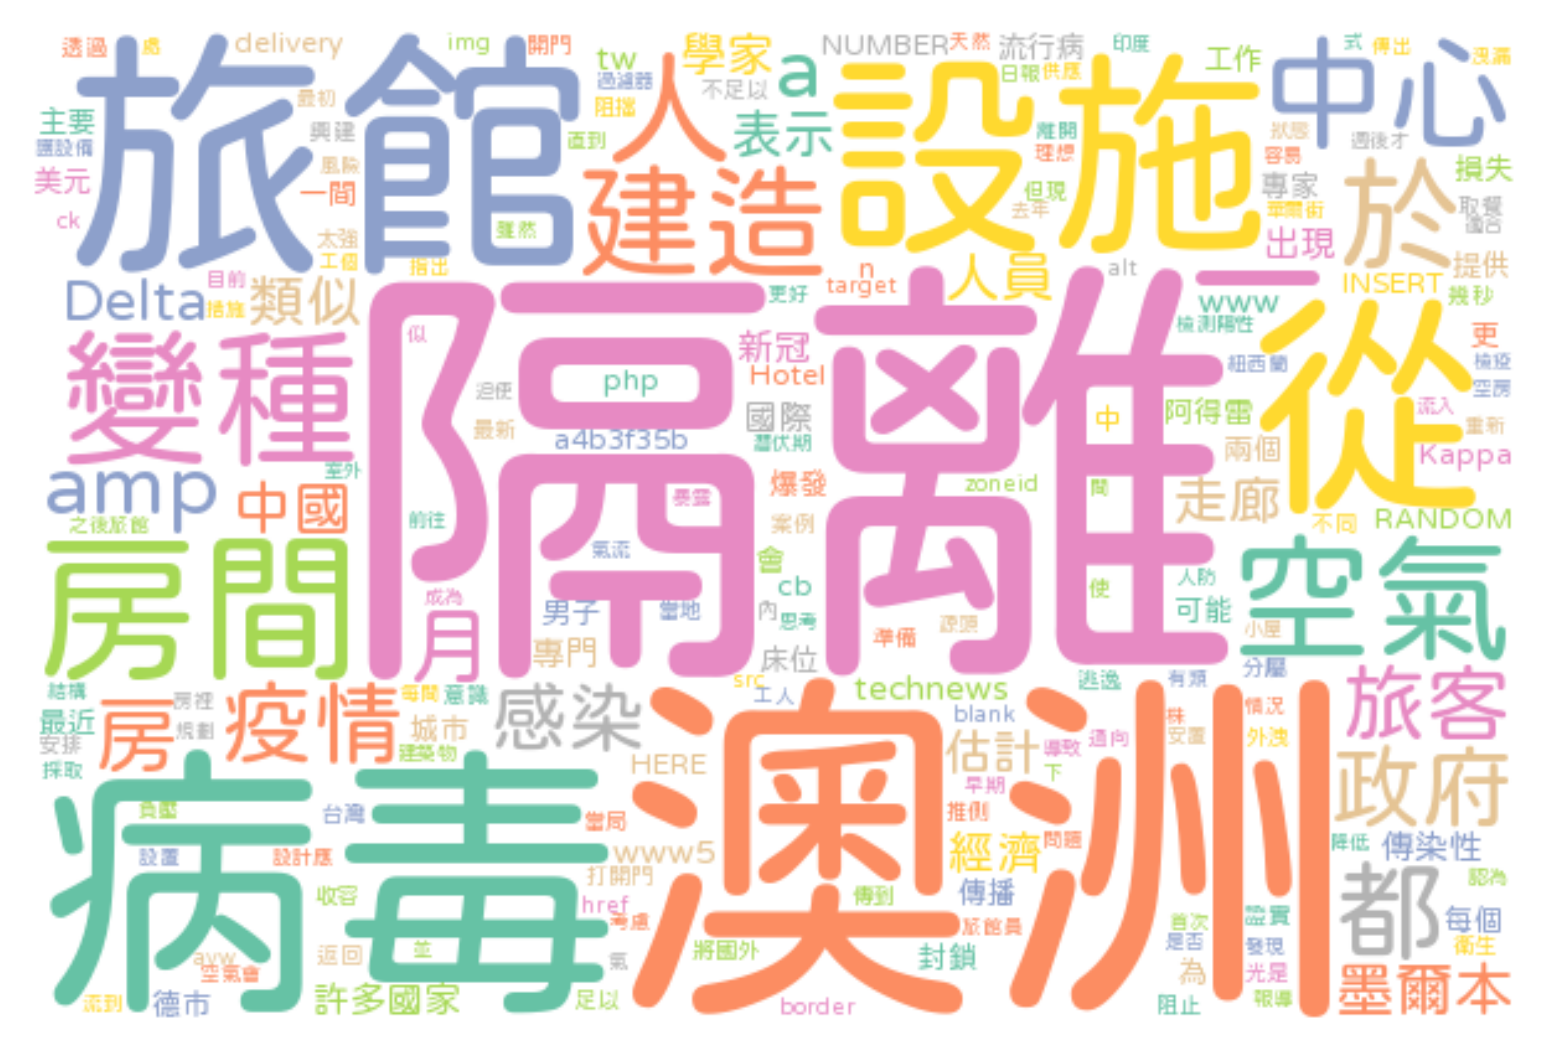 透過 處 delivery img 開門 tw 學家 a NUMBER 天然 流行病 印度 工作 式 傳出 洩漏
旅館 人 設施 中心
過濾器 不足以 日報 供應
最初 阻擋 表示 離開 狀態 週後才
主要 興建 直到 理想 容易 專家 損失
風險 建造 但現 於
美元 一間 去年 華爾街 取餐
ck 雖然 出現
太強 工個 指出 人員 alt 提供
目前 n INSERT
Delta 措施 類似 target 更好 www 幾秒
隔離 從
變種 似 新冠 檢測陽性 更
php Hotel 紐西蘭 檢疫
迫使 國際 中 阿得雷 空房
最新 a4b3f35b 潛伏期 兩個 流入 重新
室外 爆發 Kappa
amp 中國 zoneid 間 走廊
之後旅館 前往 案例 不同 RANDOM
房間 氣流 會 空氣
成為 cb 使 人防
月 男子 當地 內 思考 可能
專門 準備 源頭 小屋
床位 分屬
結構 房裡 每間 意識 src 工人 technews 逃逸 有類 旅客
最近 房 規劃 疫情 城市 感染 blank 株 情況
安排 建築物 估計 導致 通向 安置 外洩
採取 HERE 早期 下 政府
病毒 澳洲
負壓 台灣 當局 推側
設置 設計應 www5 經濟 問題 降低 傳染性
打開門 認為
收容 href 傳到 傳播 都
考慮 旅館員 首次 證實 每個
返回 並 將國外 封鎖 是否 發現 衛生
空氣會 氣 為 光是
流到 德市 許多國家 足以 border 阻止 報導 墨爾本